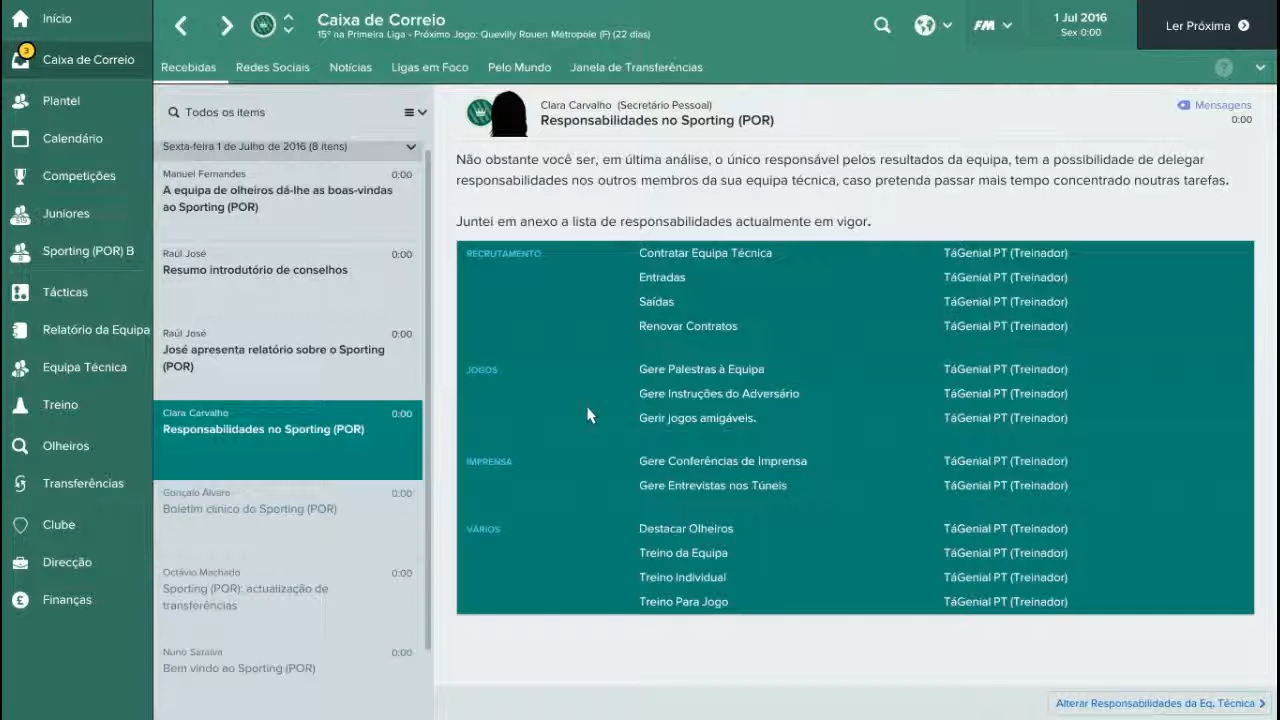 Início
3
Caixa de Correio
Plantel
Calendário
Competições
Juniores
Sporting (POR) B
Tácticas
Relatório da Equipa
Equipa Técnica
Treino
Olheiros
Transferências
Clube
Direcção
Finanças
Caixa de Correio
15º na Primeira Liga - Próximo Jogo: Quevilly Rouen Métropole (F) (22 dias)
FM
1 Jul 2016
Sex 0:00
Ler Próxima
Recebidas
Redes Sociais
Notícias
Ligas em Foco
Pelo Mundo
Janela de Transferências
?
Todos os items
Sexta-feira 1 de Julho de 2016 (8 itens)
Manuel Fernandes 0:00
A equipa de olheiros dá-lhe as boas-vindas
ao Sporting (POR)
Raúl José 0:00
Resumo introdutório de conselhos
Raúl José 0:00
José apresenta relatório sobre o Sporting
(POR)
Clara Carvalho 0:00
Responsabilidades no Sporting (POR)
Gonçalo Álvaro 0:00
Boletim clínico do Sporting (POR)
Octávio Machado 0:00
Sporting (POR): actualização de
transferências
Nuno Saraiva 0:00
Bem vindo ao Sporting (POR)
Clara Carvalho (Secretário Pessoal)
Responsabilidades no Sporting (POR)
Mensagens
0:00
Não obstante você ser, em última análise, o único responsável pelos resultados da equipa, tem a possibilidade de delegar
responsabilidades nos outros membros da sua equipa técnica, caso pretenda passar mais tempo concentrado noutras tarefas.
Juntei em anexo a lista de responsabilidades actualmente em vigor.
RECRUTAMENTO Contratar Equipa Técnica TáGenial PT (Treinador)
Entradas TáGenial PT (Treinador)
Saídas TáGenial PT (Treinador)
Renovar Contratos TáGenial PT (Treinador)
JOGOS Gere Palestras à Equipa TáGenial PT (Treinador)
Gere Instruções do Adversário TáGenial PT (Treinador)
Gerir jogos amigáveis. TáGenial PT (Treinador)
IMPRENSA Gere Conferências de Imprensa TáGenial PT (Treinador)
Gere Entrevistas nos Túneis TáGenial PT (Treinador)
VÁRIOS Destacar Olheiros TáGenial PT (Treinador)
Treino da Equipa TáGenial PT (Treinador)
Treino Individual TáGenial PT (Treinador)
Treino Para Jogo TáGenial PT (Treinador)
Alterar Responsabilidades da Eq. Técnica